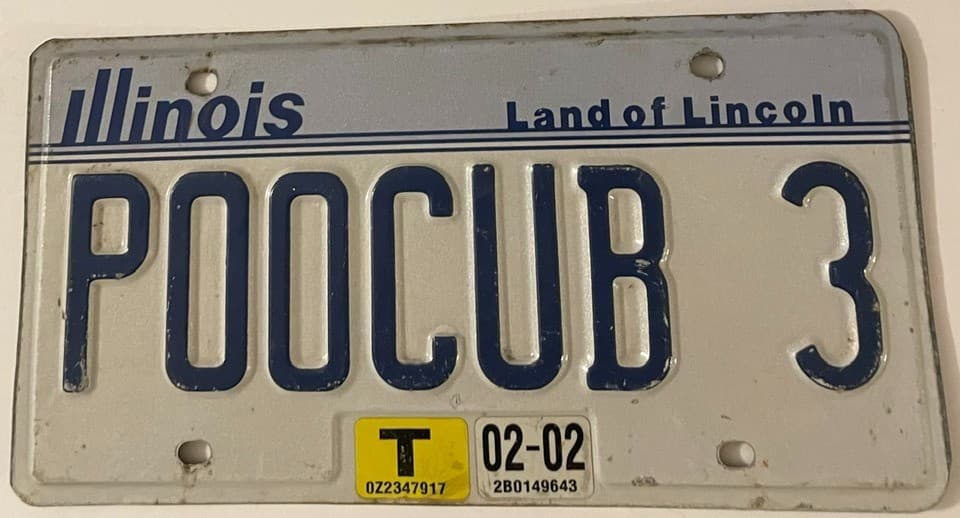 Illinois Land of Lincoln
POOCUB 3
T 02-02
0Z2347917 2B0149643